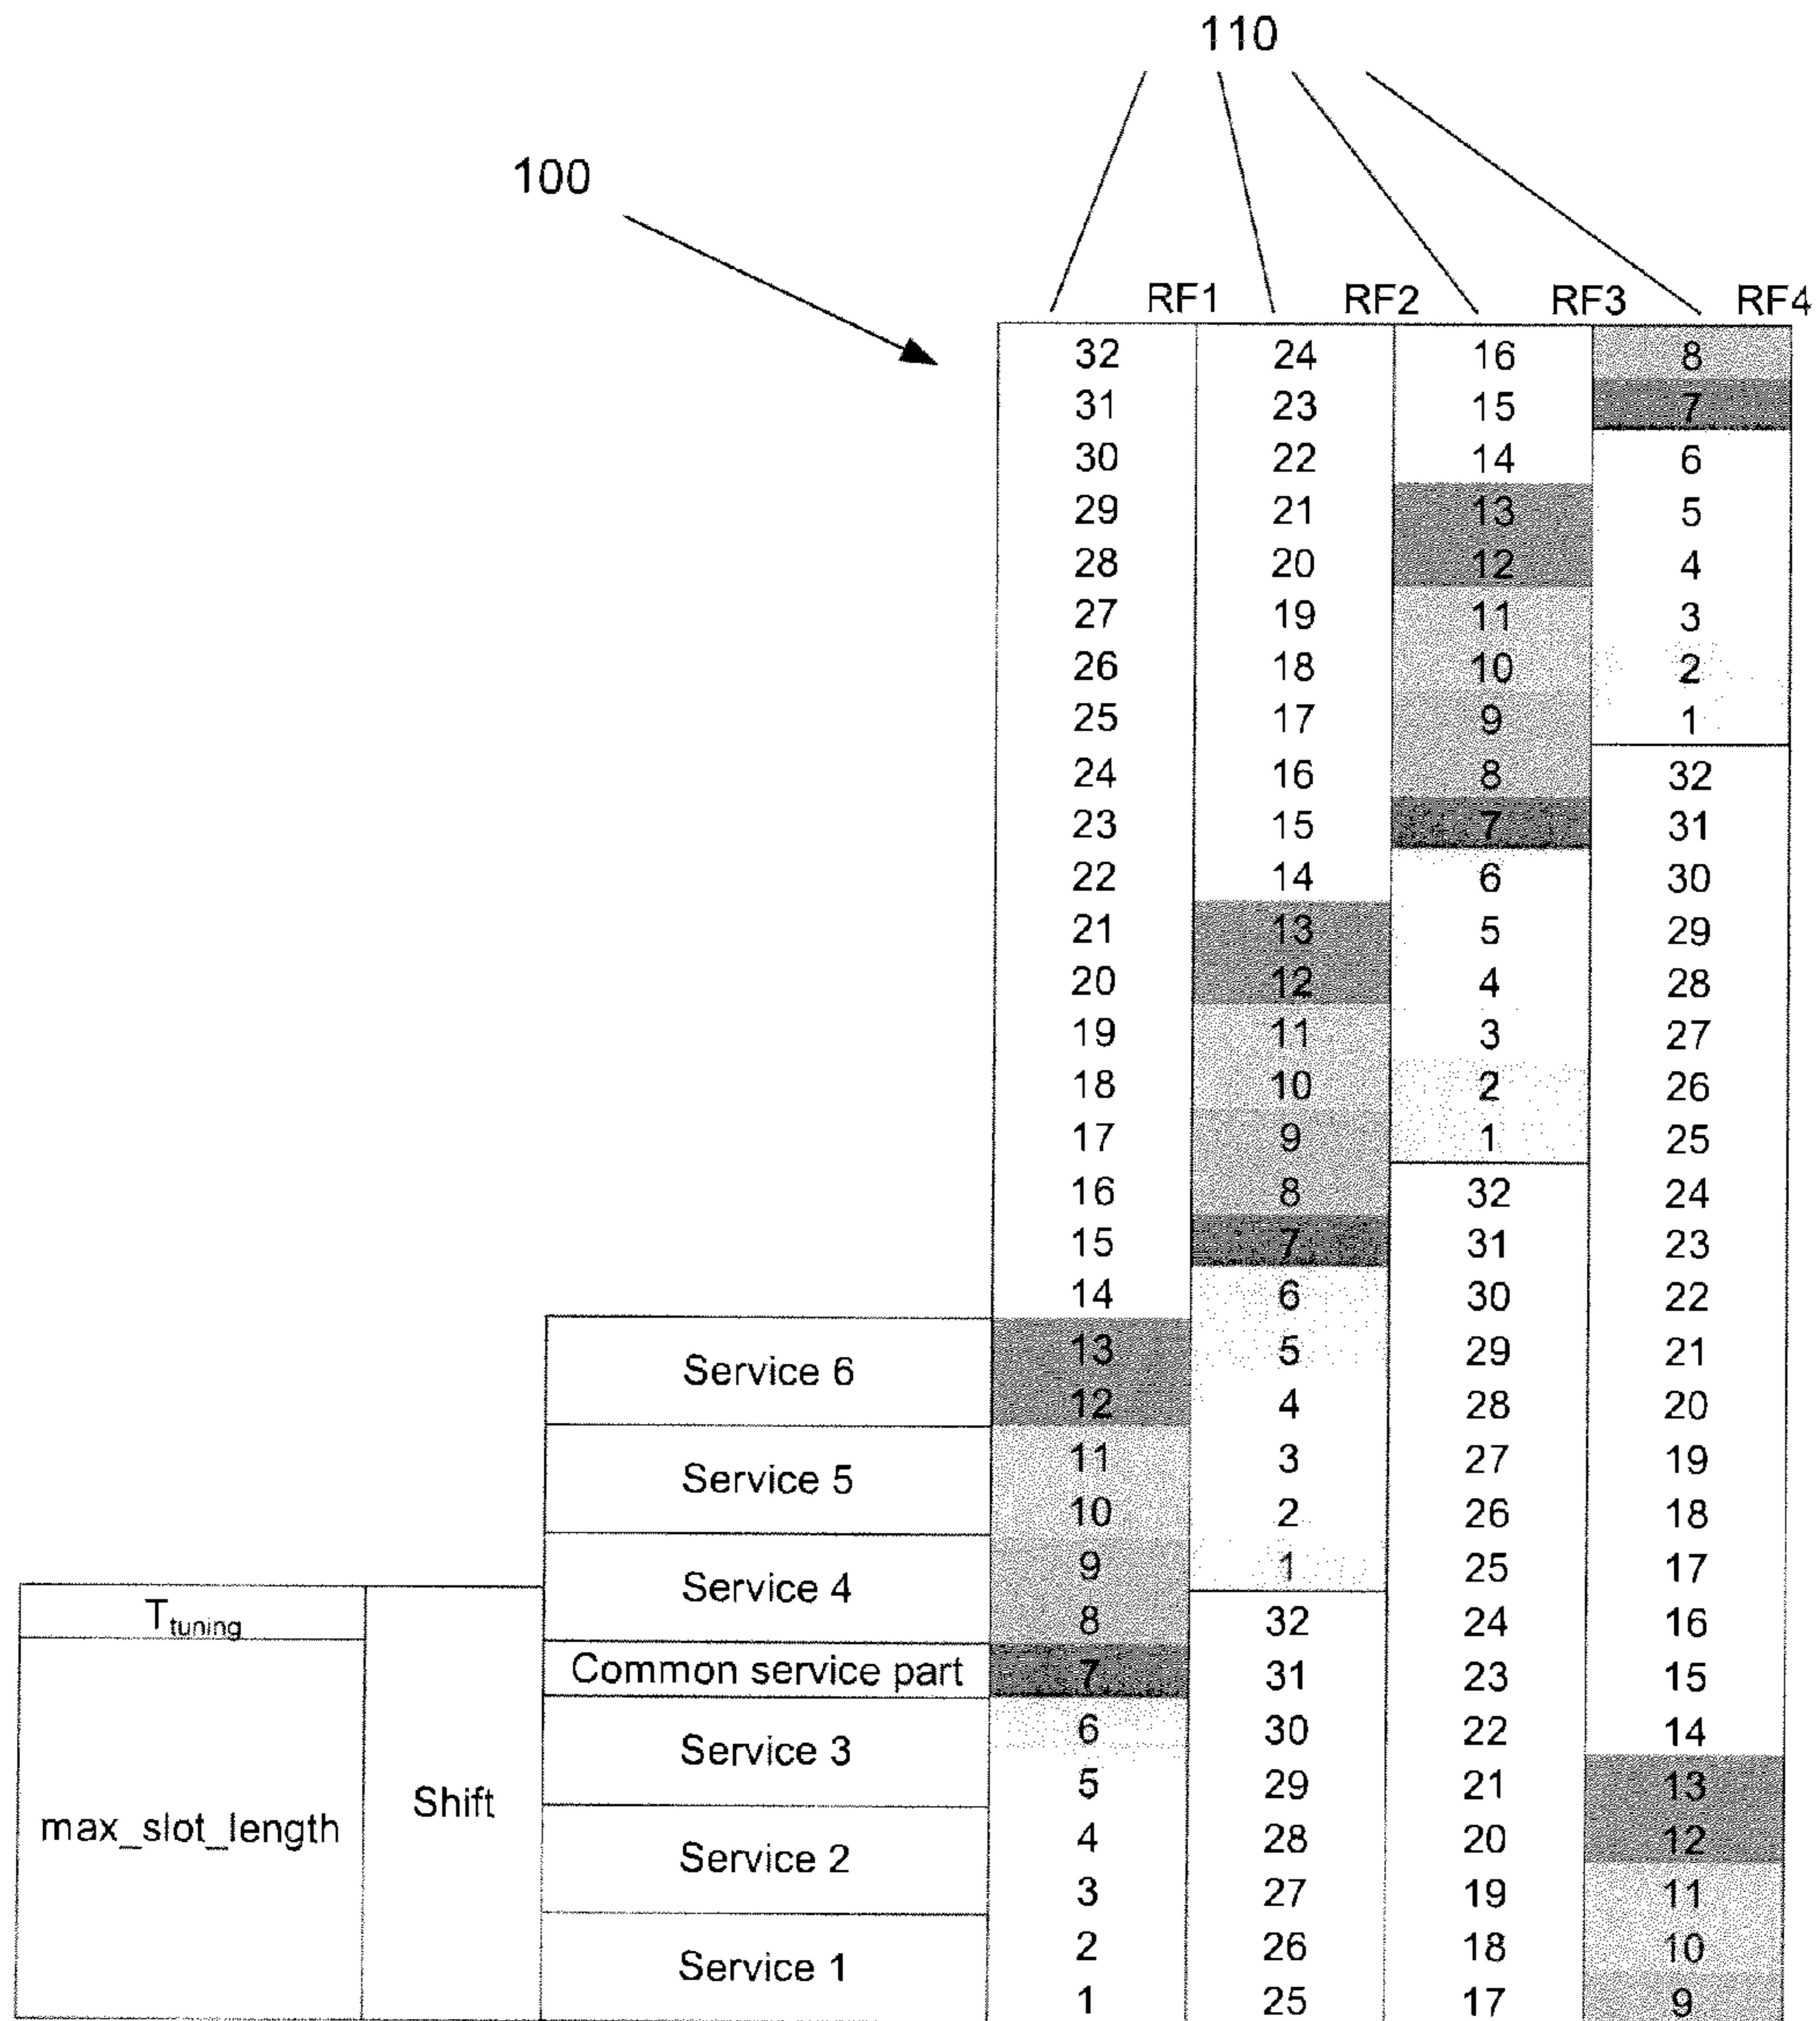 110
100
RF1 RF2 RF3 RF4
32 24 16 8
31 23 15 7
30 22 14 6
29 21 13 5
28 20 12 4
27 19 11 3
26 18 10 2
25 17 9 1
24 16 8 32
23 15 7 31
22 14 6 30
21 13 5 29
20 12 4 28
19 11 3 27
18 10 2 26
17 9 1 25
16 8 32 24
15 7 31 23
14 6 30 22
Service 6 13 5 29 21
12 4 28 20
Service 5 11 3 27 19
10 2 26 18
Service 4 9 1 25 17
Ttuning 8 32 24 16
Common service part 7 31 23 15
Service 3 6 30 22 14
Shift 5 29 21 13
max_slot_length Service 2 4 28 20 12
3 27 19 11
Service 1 2 26 18 10
1 25 17 9